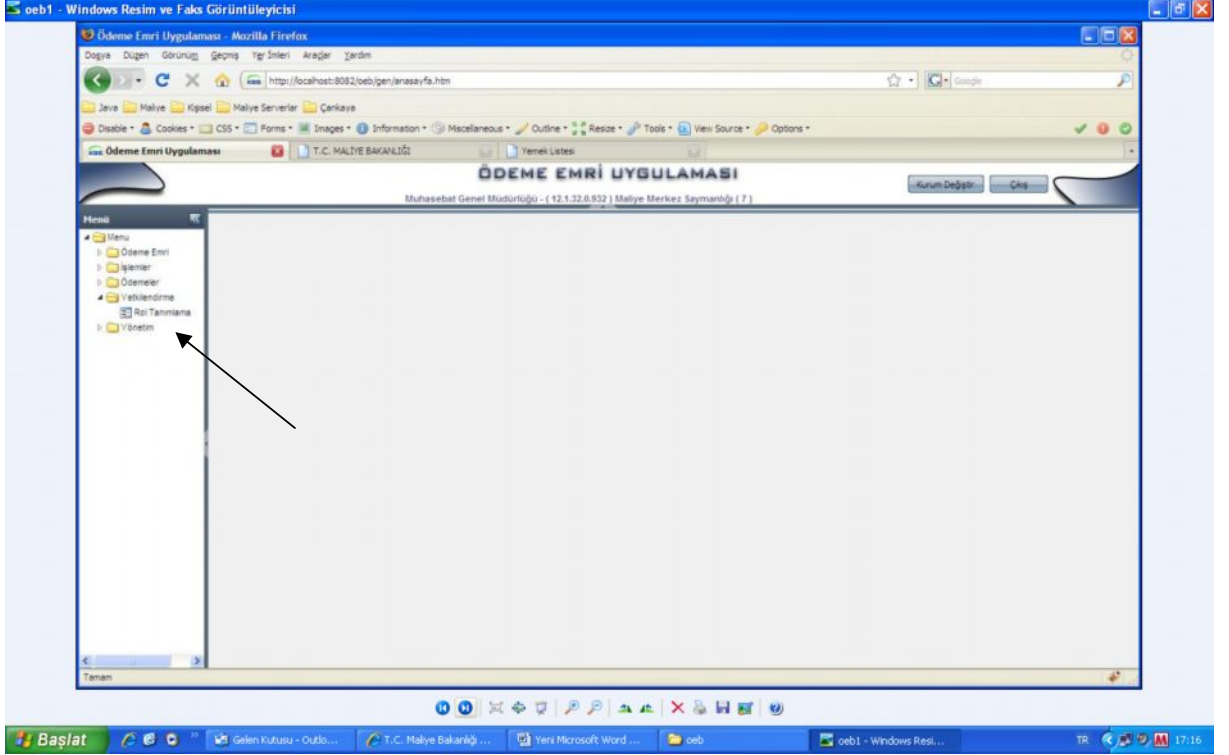 oeb1 - Windows Resim ve Faks Görüntüleyicisi
Ödeme Emri Uygulaması - Mozilla Firefox
Dosya Düzen Görünüm Geçmiş Yer İmleri Araçlar Yardım
http://localhost:8082/oeb/gen/anasayfa.htm Google
Java Maliye Kişisel Maliye Serverlar Çankaya
Disable CSS Cookies Forms Images Information Miscellaneous Outline Resize Tools View Source Options
Ödeme Emri Uygulaması T.C. MALİYE BAKANLIĞI Yemek Listesi
ÖDEME EMRİ UYGULAMASI
Kurum Değiştir Çıkış
Muhasebat Genel Müdürlüğü - ( 12.1.32.0.932 ) Maliye Merkez Saymanlığı ( 7 )
Menü
Menu
Ödeme Emri
İşlemler
Ödemeler
Yetkilendirme
Rol Tanımlama
Yönetim
Tamam
Başlat Gelen Kutusu - Outlo... T.C. Maliye Bakanlığı ... Yeni Microsoft Word ... oeb oeb1 - Windows Resi... TR 17:16